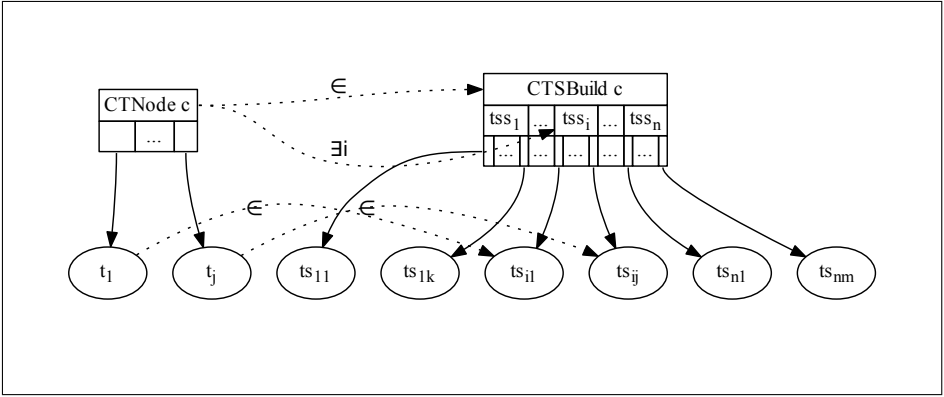 ∈
CTSBuild c
CTNode c
tss₁ ... tssᵢ ... tssₙ
...
∃i
... ... ... ... ...
∈ ∈
t₁ tⱼ ts₁₁ ts₁ₖ tsᵢ₁ tsᵢⱼ tsₙ₁ tsₙₘ